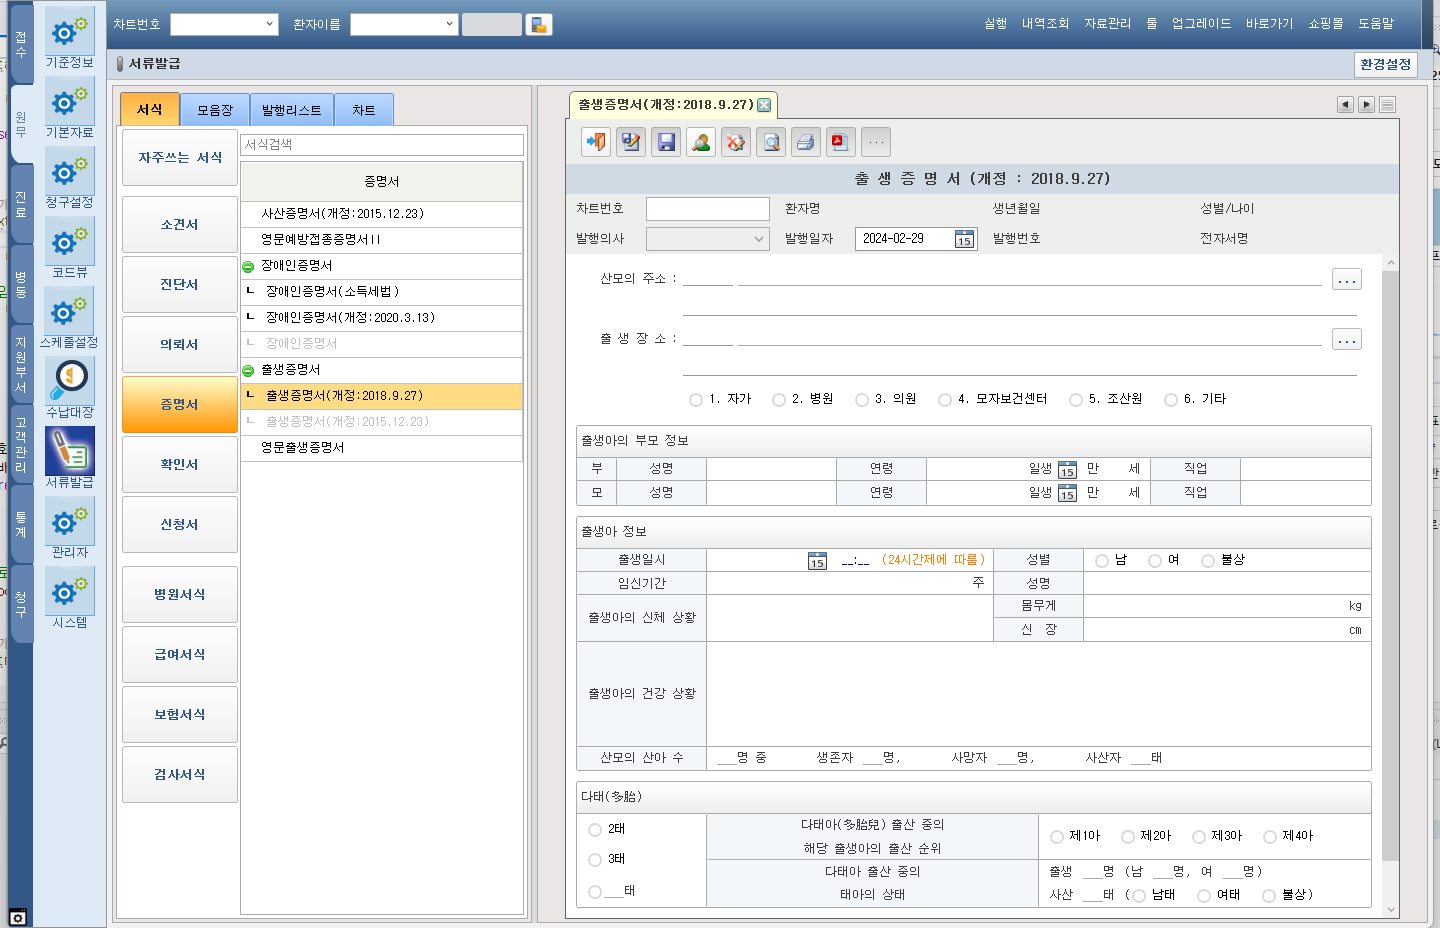 차트번호 환자이름 실행 내역조회 자료관리 툴 업그레이드 바로가기 쇼핑몰 도움말
서류발급 환경설정
접수
원무
진료
병동
지원부서
고객관리
통계
청구
기준정보
기본자료
청구설정
코드뷰
스케줄설정
수납대장
서류발급
관리자
시스템
서식 모음장 발행리스트 차트
자주쓰는 서식
소견서
진단서
의뢰서
증명서
확인서
신청서
병원서식
급여서식
보험서식
검사서식
서식검색
증명서
사산증명서(개정:2015.12.23)
영문예방접종증명서II
장애인증명서
장애인증명서(소득세법)
장애인증명서(개정:2020.3.13)
장애인증명서
출생증명서
출생증명서(개정:2018.9.27)
출생증명서(개정:2015.12.23)
영문출생증명서
출생증명서(개정:2018.9.27)
...
출 생 증 명 서 (개정 : 2018.9.27)
차트번호 환자명 생년월일 성별/나이
발행의사 발행일자 2024-02-29 15 발행번호 전자서명
산모의 주소 : ...
출 생 장 소 : ...
1. 자가 2. 병원 3. 의원 4. 모자보건센터 5. 조산원 6. 기타
출생아의 부모 정보
부 성명 연령 일생 15 만 세 직업
모 성명 연령 일생 15 만 세 직업
출생아 정보
출생일시 15 __:__ (24시간제에 따름) 성별 남 여 불상
임신기간 주 성명
출생아의 신체 상황 몸무게 kg
신 장 cm
출생아의 건강 상황
산모의 산아 수 ___명 중 생존자 ___명, 사망자 ___명, 사산자 ___태
다태(多胎)
2태
3태
___태
다태아(多胎兒) 출산 중의
해당 출생아의 출산 순위
제1아 제2아 제3아 제4아
다태아 출산 중의
태아의 상태
출생 ___명 (남 ___명, 여 ___명)
사산 ___태 ( 남태 여태 불상)